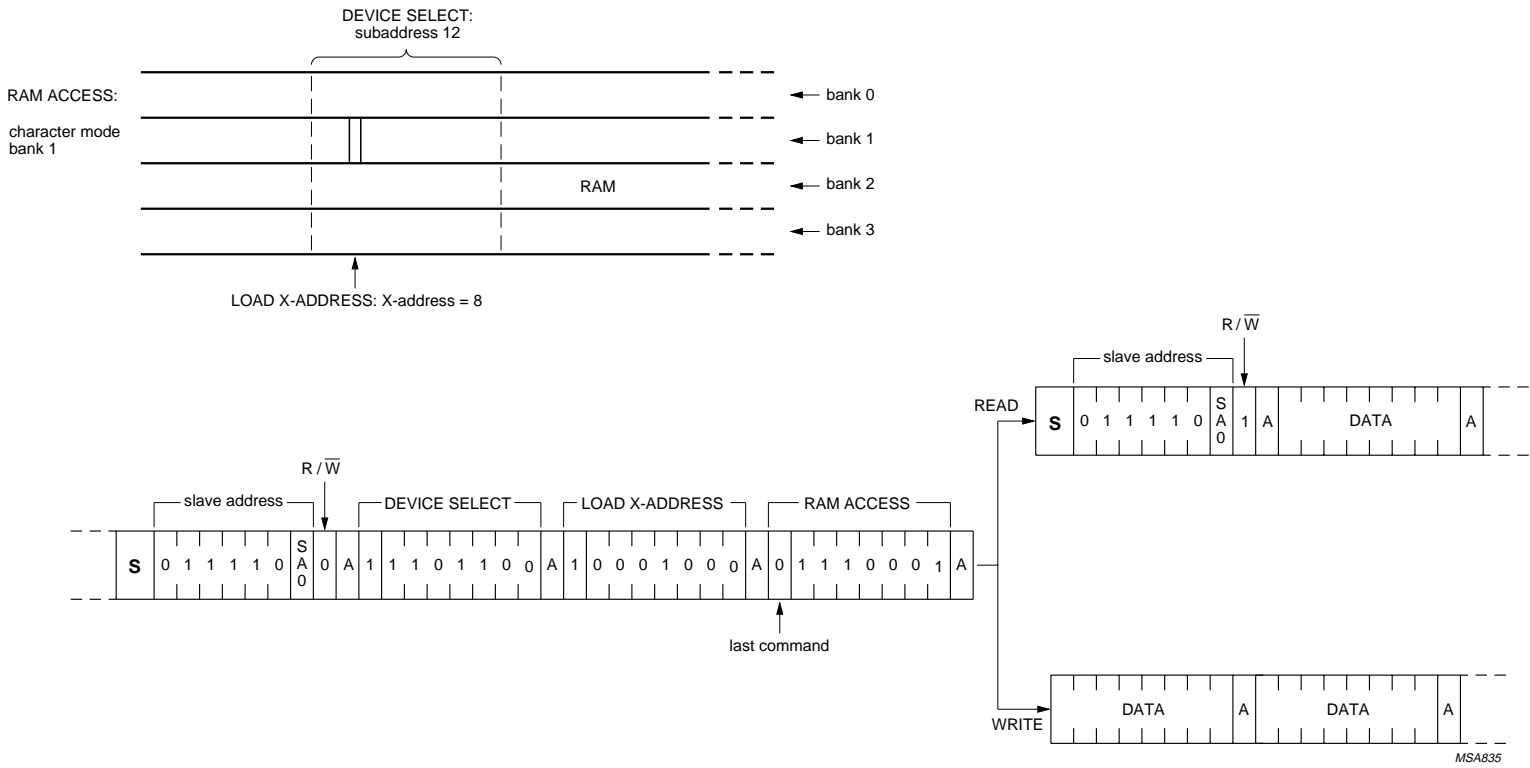 DEVICE SELECT:
subaddress 12
RAM ACCESS:
character mode
bank 1
bank 0
bank 1
RAM
bank 2
bank 3
LOAD X-ADDRESS: X-address = 8
R / W̅
slave address
READ
S 0 1 1 1 1 0 SA0 1 A DATA A
R / W̅
slave address DEVICE SELECT LOAD X-ADDRESS RAM ACCESS
S 0 1 1 1 1 0 SA0 0 A 1 1 1 0 1 1 0 0 A 1 0 0 0 1 0 0 0 A 0 1 1 1 0 0 0 1 A
last command
WRITE
DATA A DATA A
MSA835